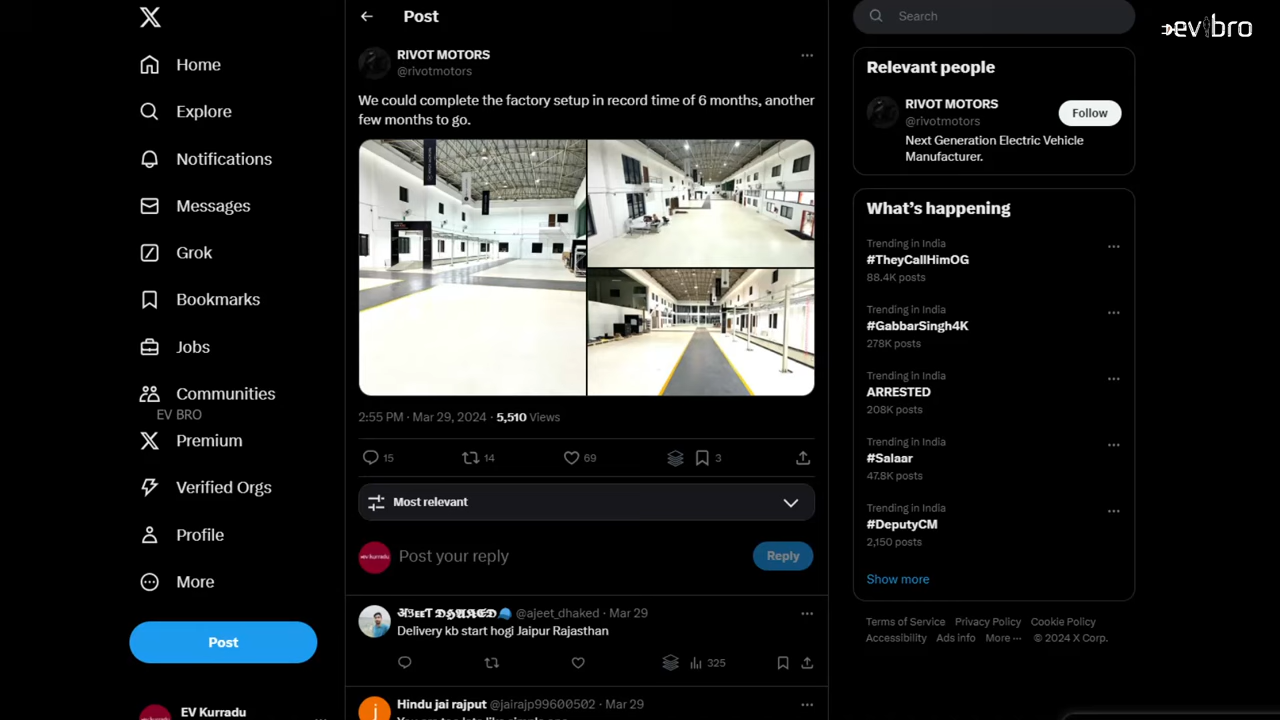 Post
Search
evbro
RIVOT MOTORS
@rivotmotors
We could complete the factory setup in record time of 6 months, another
few months to go.
2:55 PM · Mar 29, 2024 · 5,510 Views
15
14
69
3
Most relevant
Post your reply
Reply
@ajeet_dhaked · Mar 29
Delivery kb start hogi Jaipur Rajasthan
325
Hindu jai rajput @jairajp99600502 · Mar 29
Home
Explore
Notifications
Messages
Grok
Bookmarks
Jobs
Communities
EV BRO
Premium
Verified Orgs
Profile
More
Post
EV Kurradu
Relevant people
RIVOT MOTORS
@rivotmotors
Follow
Next Generation Electric Vehicle
Manufacturer.
What's happening
Trending in India
#TheyCallHimOG
88.4K posts
Trending in India
#GabbarSingh4K
278K posts
Trending in India
ARRESTED
208K posts
Trending in India
#Salaar
47.8K posts
Trending in India
#DeputyCM
2,150 posts
Show more
Terms of Service Privacy Policy Cookie Policy
Accessibility Ads info More ··· © 2024 X Corp.